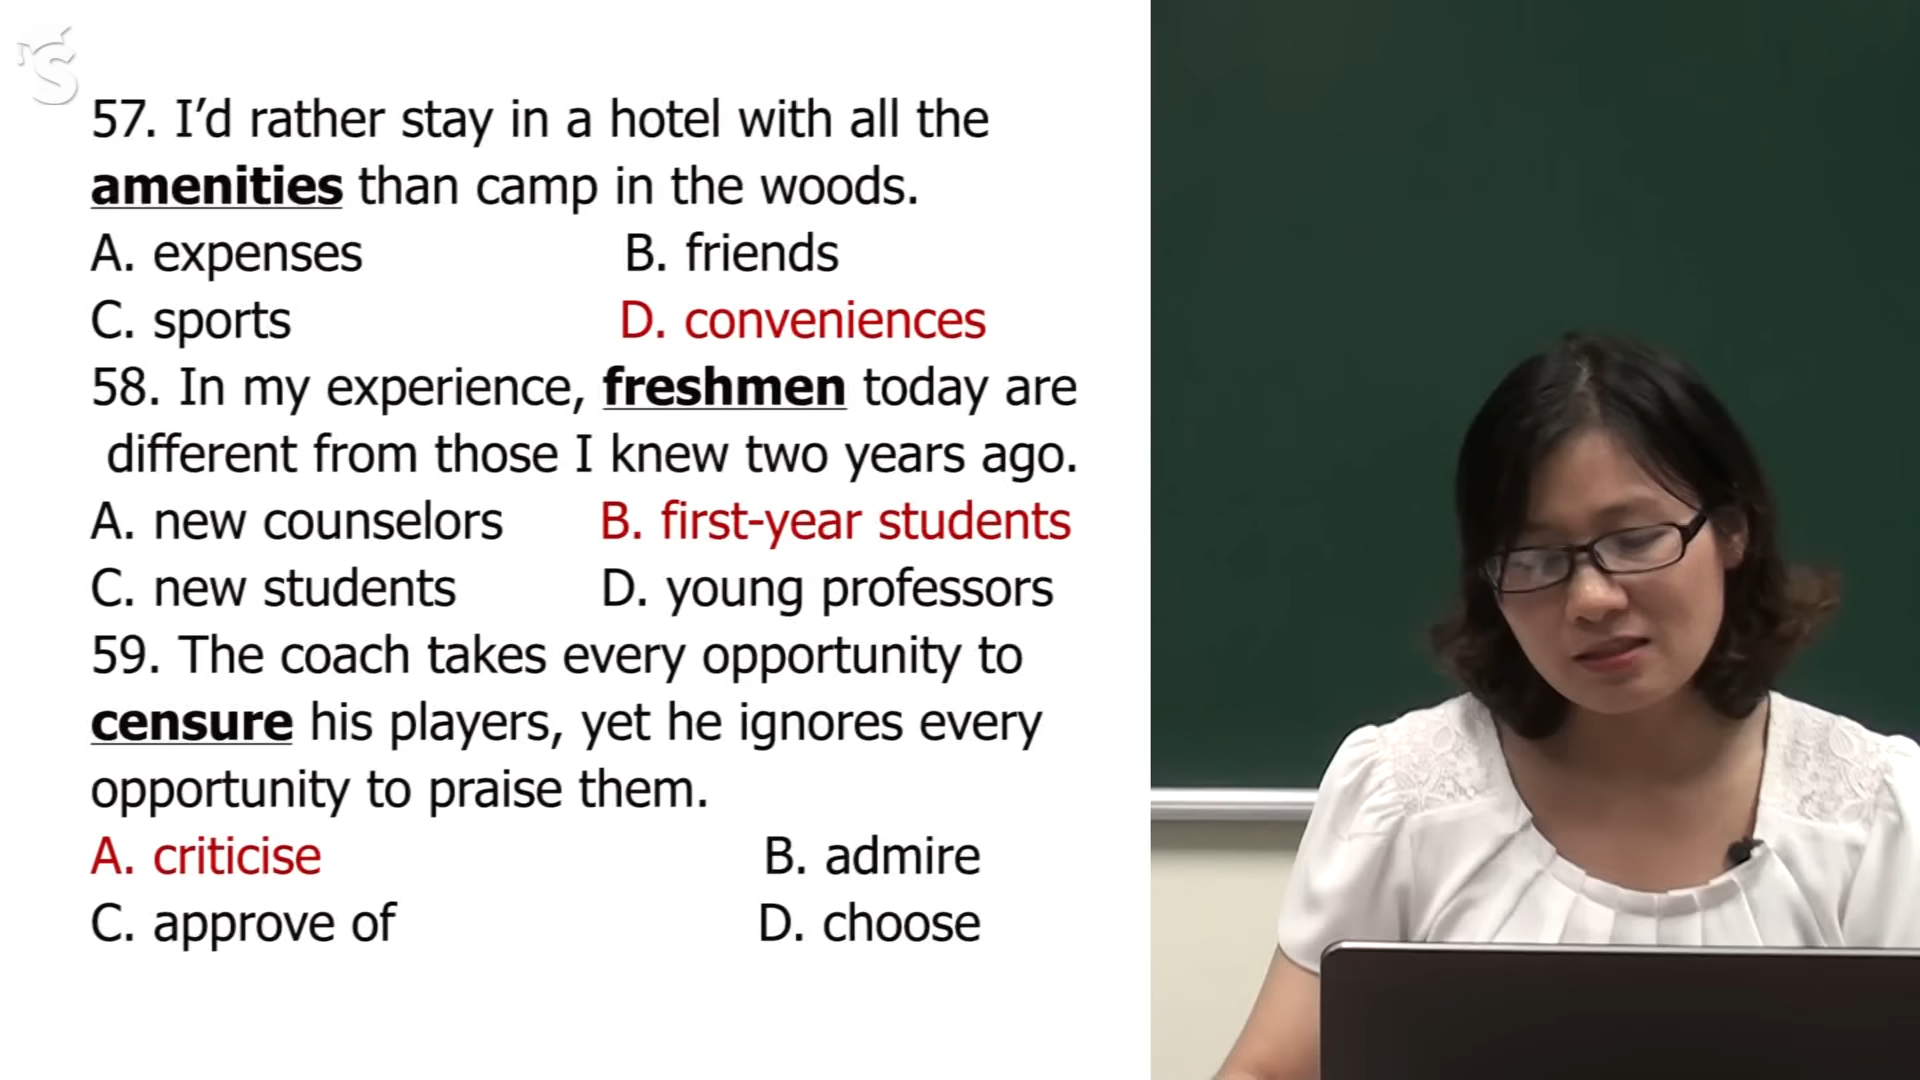 57. I’d rather stay in a hotel with all the
amenities than camp in the woods.
A. expenses B. friends
C. sports D. conveniences
58. In my experience, freshmen today are
different from those I knew two years ago.
A. new counselors B. first-year students
C. new students D. young professors
59. The coach takes every opportunity to
censure his players, yet he ignores every
opportunity to praise them.
A. criticise B. admire
C. approve of D. choose
S